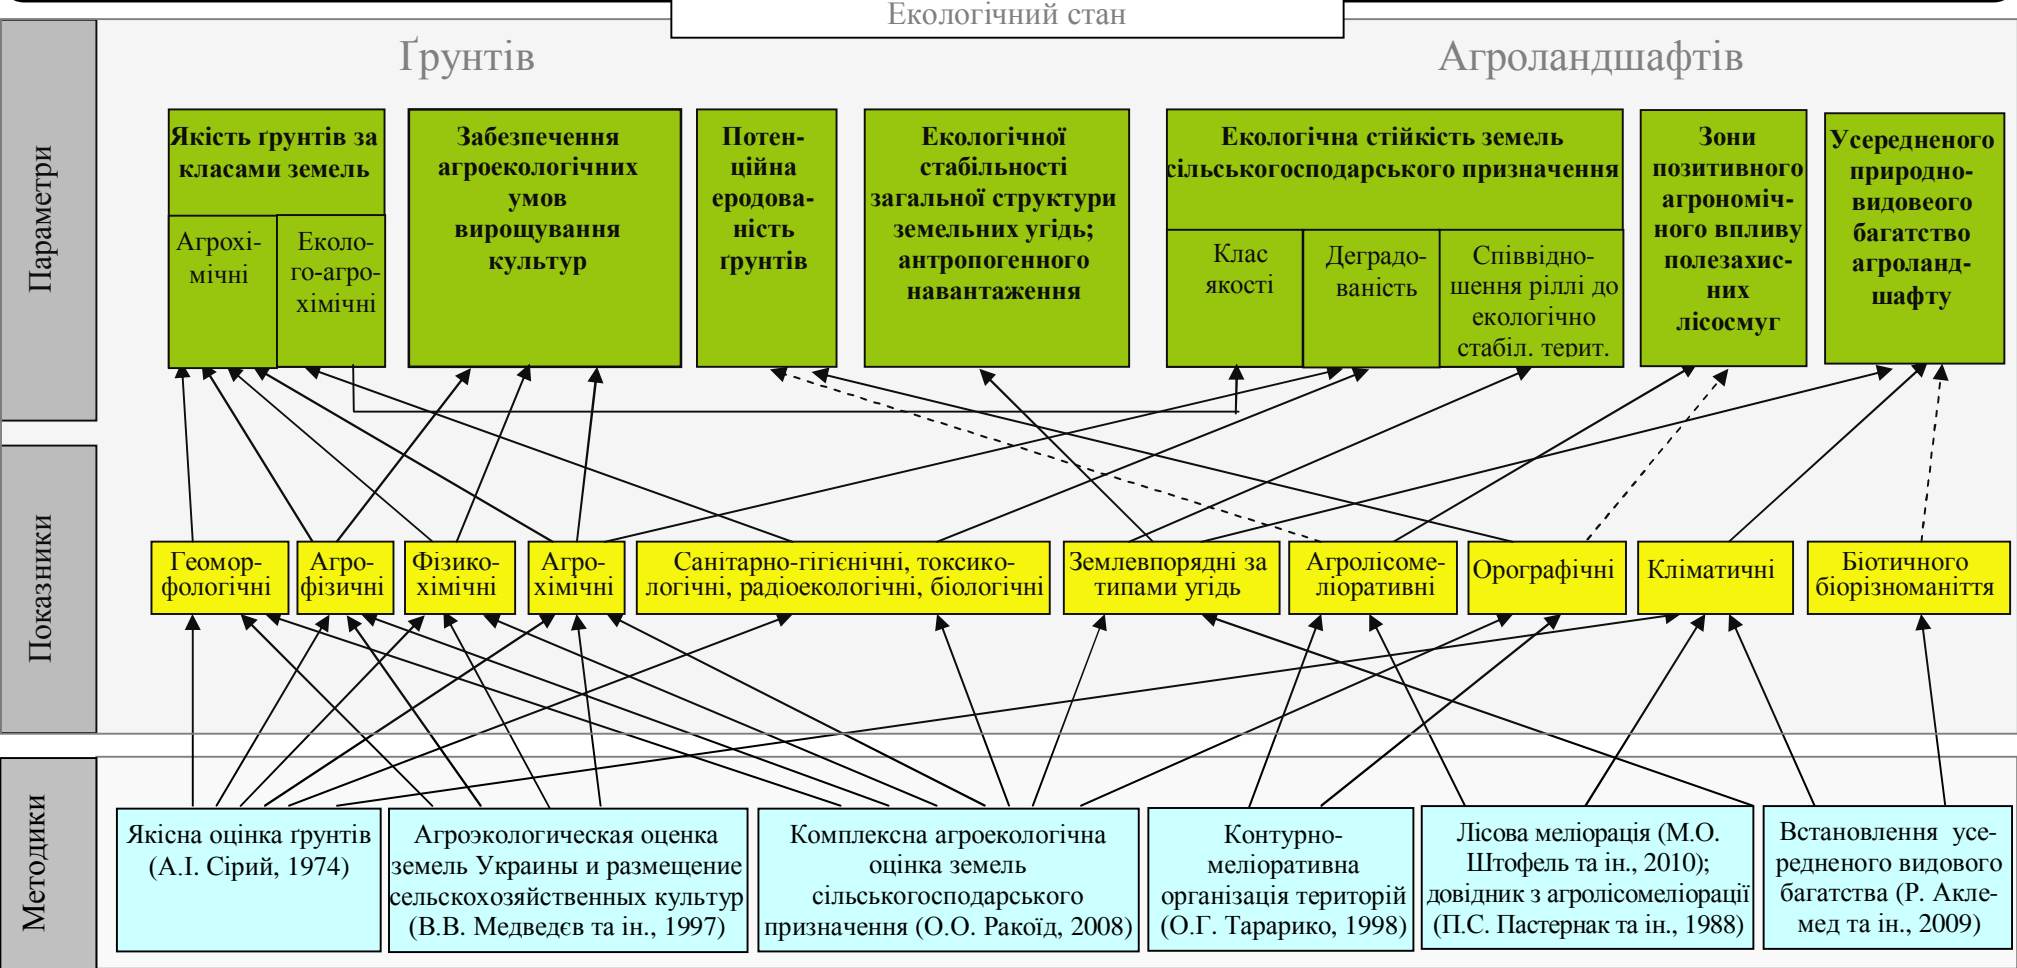 Екологічний стан
Ґрунтів
Агроландшафтів
Параметри
Якість ґрунтів за
класами земель
Агрохі-
мічні
Еколо-
го-агро-
хімічні
Забезпечення
агроекологічних
умов
вирощування
культур
Потен-
ційна
еродова-
ність
ґрунтів
Екологічної
стабільності
загальної структури
земельних угідь;
антропогенного
навантаження
Екологічна стійкість земель
сільськогосподарського призначення
Клас
якості
Деградо-
ваність
Співвідно-
шення ріллі до
екологічно
стабіл. терит.
Зони
позитивного
агрономіч-
ного впливу
полезахис-
них
лісосмуг
Усередненого
природно-
видовеого
багатство
агроланд-
шафту
Показники
Геомор-
фологічні
Агро-
фізичні
Фізико-
хімічні
Агро-
хімічні
Санітарно-гігієнічні, токсико-
логічні, радіоекологічні, біологічні
Землевпорядні за
типами угідь
Агролісоме-
ліоративні
Орографічні
Кліматичні
Біотичного
біорізноманіття
Методики
Якісна оцінка ґрунтів
(А.І. Сірий, 1974)
Агроэкологическая оценка
земель Украины и размещение
сельскохозяйственных культур
(В.В. Медведєв та ін., 1997)
Комплексна агроекологічна
оцінка земель
сільськогосподарського
призначення (О.О. Ракоїд, 2008)
Контурно-
меліоративна
організація територій
(О.Г. Тарарико, 1998)
Лісова меліорація (М.О.
Штофель та ін., 2010);
довідник з агролісомеліорації
(П.С. Пастернак та ін., 1988)
Встановлення усе-
редненого видового
багатства (Р. Акле-
мед та ін., 2009)